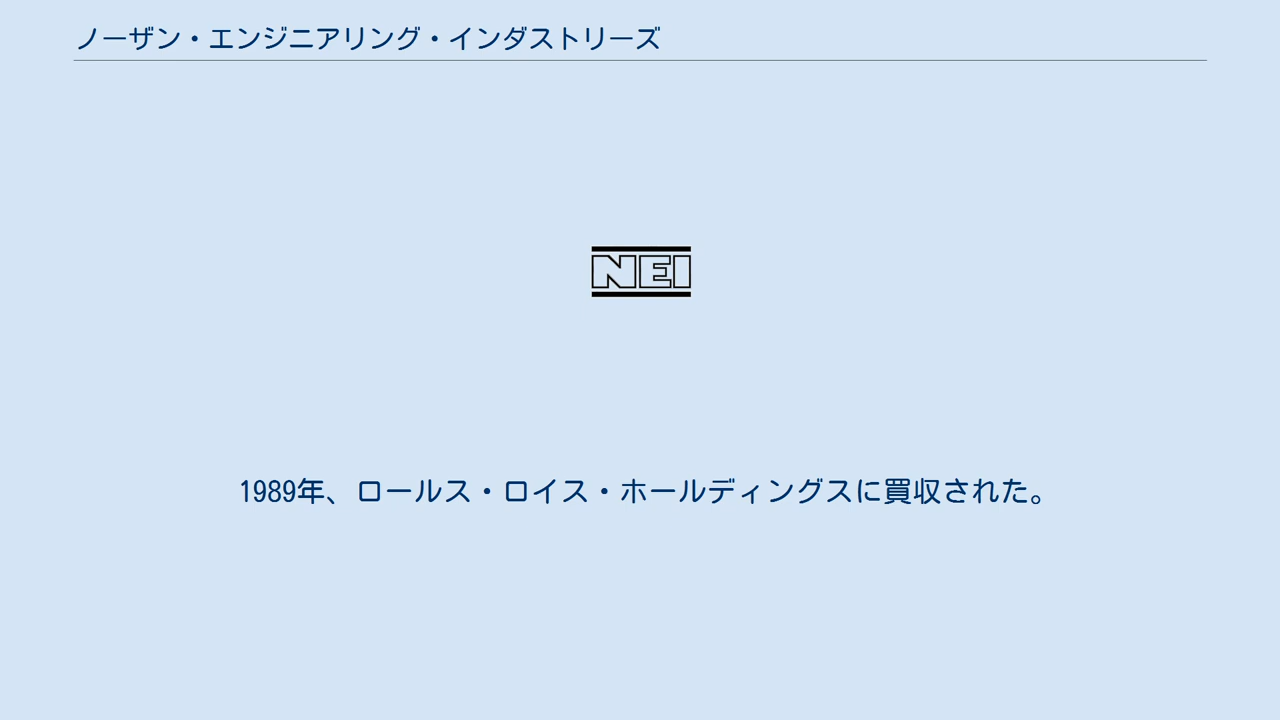 ノーザン・エンジニアリング・インダストリーズ
NEI
1989年、ロールス・ロイス・ホールディングスに買収された。